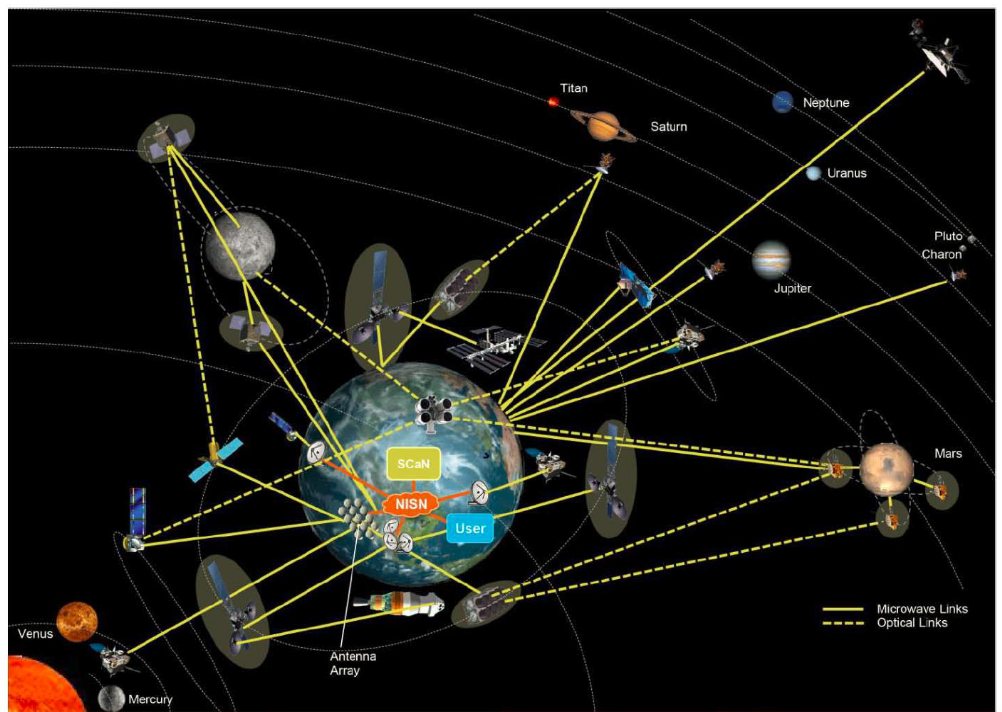 Titan
Saturn
Neptune
Uranus
Pluto
Charon
Jupiter
Mars
SCaN
NISN
User
Venus
Mercury
Antenna
Array
Microwave Links
Optical Links